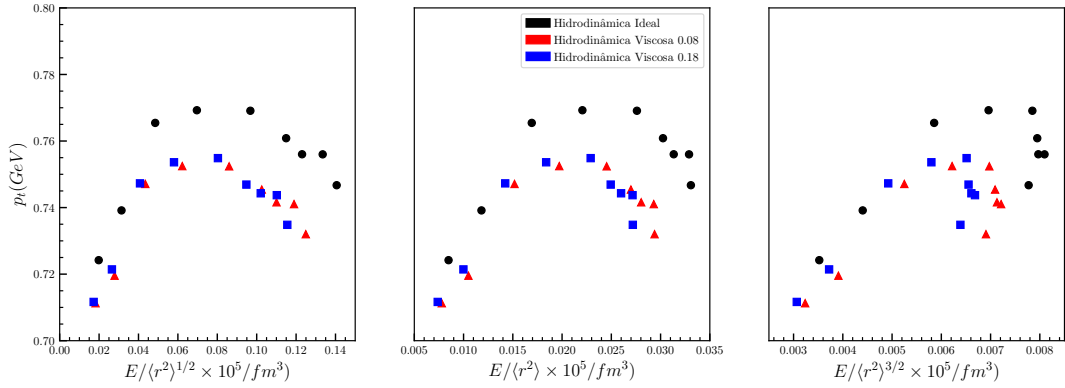 0.80
0.78
0.76
0.74
0.72
0.70
p_t(GeV)
0.00 0.02 0.04 0.06 0.08 0.10 0.12 0.14
E/⟨r²⟩^{1/2} × 10⁵/fm³)
Hidrodinâmica Ideal
Hidrodinâmica Viscosa 0.08
Hidrodinâmica Viscosa 0.18
0.005 0.010 0.015 0.020 0.025 0.030 0.035
E/⟨r²⟩ × 10⁵/fm³)
0.003 0.004 0.005 0.006 0.007 0.008
E/⟨r²⟩^{3/2} × 10⁵/fm³)